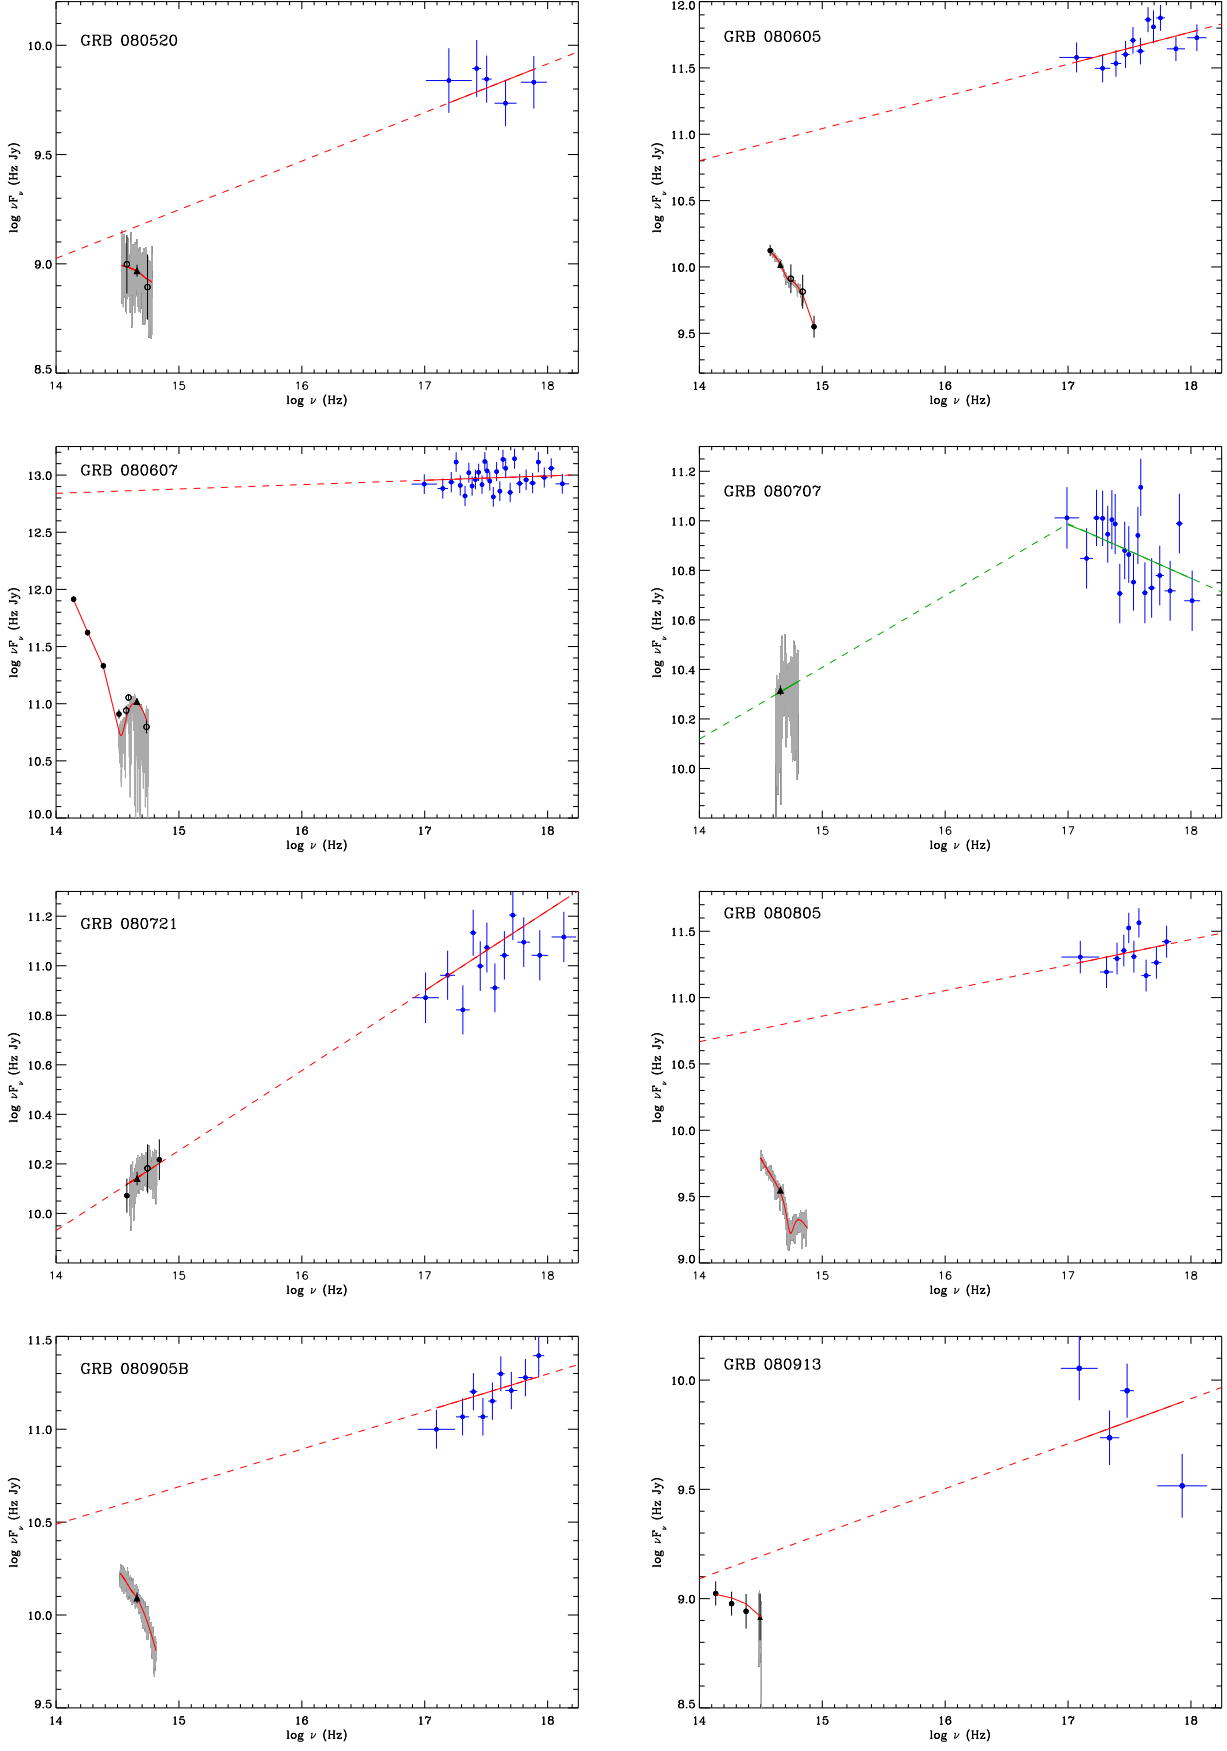 GRB 080520
10.0
9.5
9.0
8.5
log νFν (Hz Jy)
14 15 16 17 18
log ν (Hz)
GRB 080605
12.0
11.5
11.0
10.5
10.0
9.5
log νFν (Hz Jy)
14 15 16 17 18
log ν (Hz)
GRB 080607
13.0
12.5
12.0
11.5
11.0
10.5
10.0
log νFν (Hz Jy)
14 15 16 17 18
log ν (Hz)
GRB 080707
11.2
11.0
10.8
10.6
10.4
10.2
10.0
log νFν (Hz Jy)
14 15 16 17 18
log ν (Hz)
GRB 080721
11.2
11.0
10.8
10.6
10.4
10.2
10.0
log νFν (Hz Jy)
14 15 16 17 18
log ν (Hz)
GRB 080805
11.5
11.0
10.5
10.0
9.5
9.0
log νFν (Hz Jy)
14 15 16 17 18
log ν (Hz)
GRB 080905B
11.5
11.0
10.5
10.0
9.5
log νFν (Hz Jy)
14 15 16 17 18
log ν (Hz)
GRB 080913
10.0
9.5
9.0
8.5
log νFν (Hz Jy)
14 15 16 17 18
log ν (Hz)